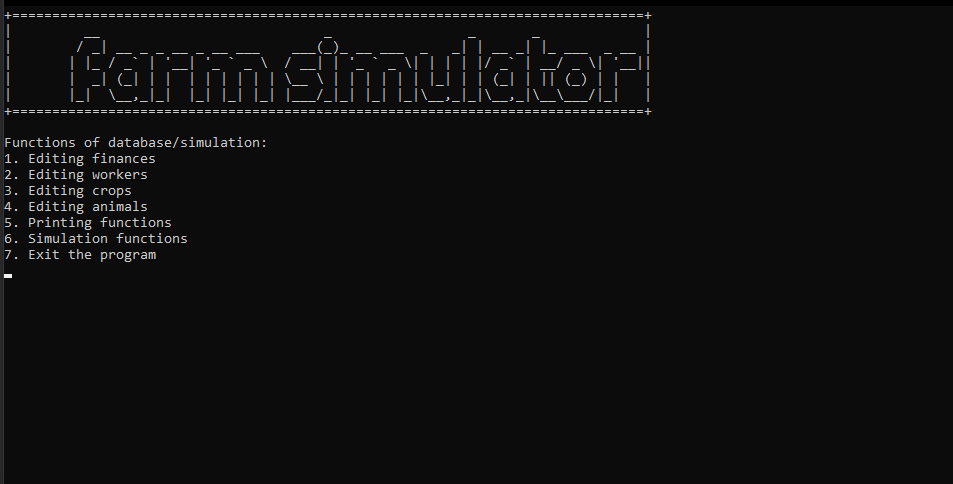 farm simulator
Functions of database/simulation:
1. Editing finances
2. Editing workers
3. Editing crops
4. Editing animals
5. Printing functions
6. Simulation functions
7. Exit the program